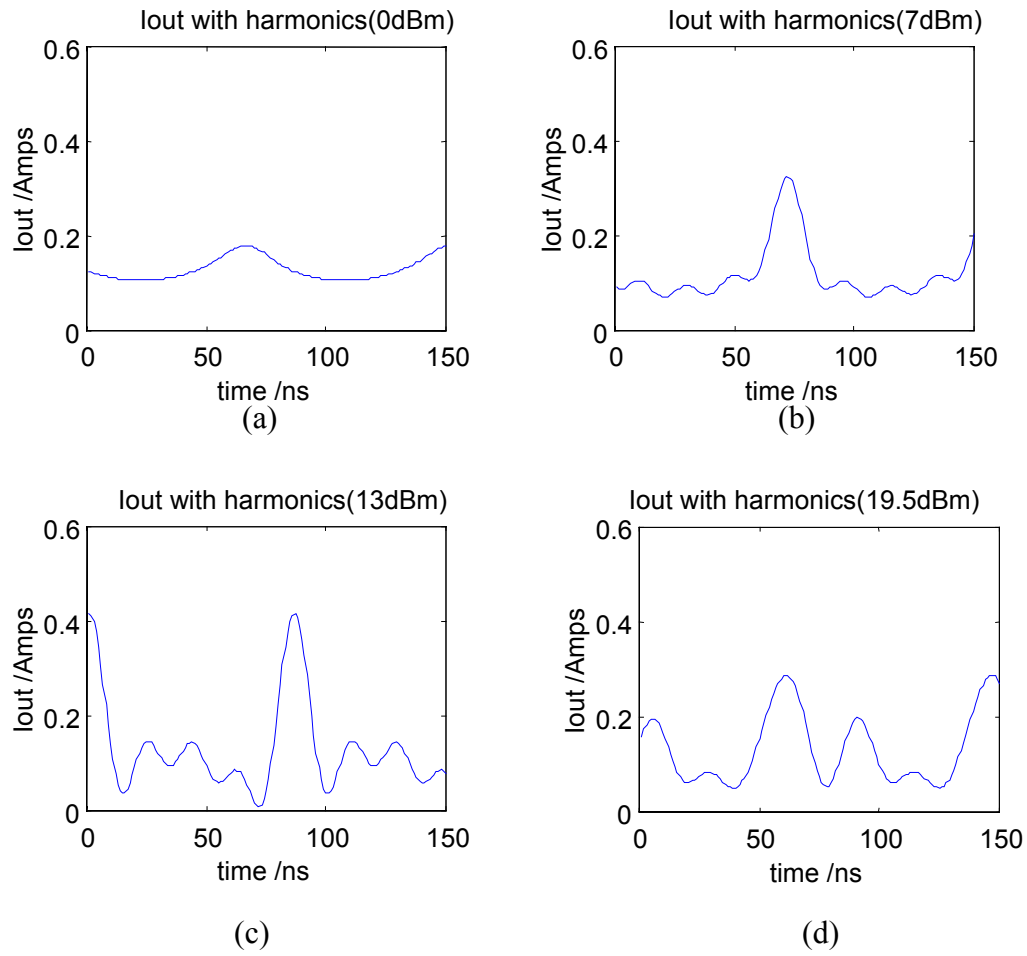 Iout with harmonics(0dBm)
0.6
0.4
0.2
0
Iout /Amps
0 50 100 150
time /ns
(a)
Iout with harmonics(7dBm)
0.6
0.4
0.2
0
Iout /Amps
0 50 100 150
time /ns
(b)
Iout with harmonics(13dBm)
0.6
0.4
0.2
0
Iout /Amps
0 50 100 150
time /ns
(c)
Iout with harmonics(19.5dBm)
0.6
0.4
0.2
0
Iout /Amps
0 50 100 150
time /ns
(d)